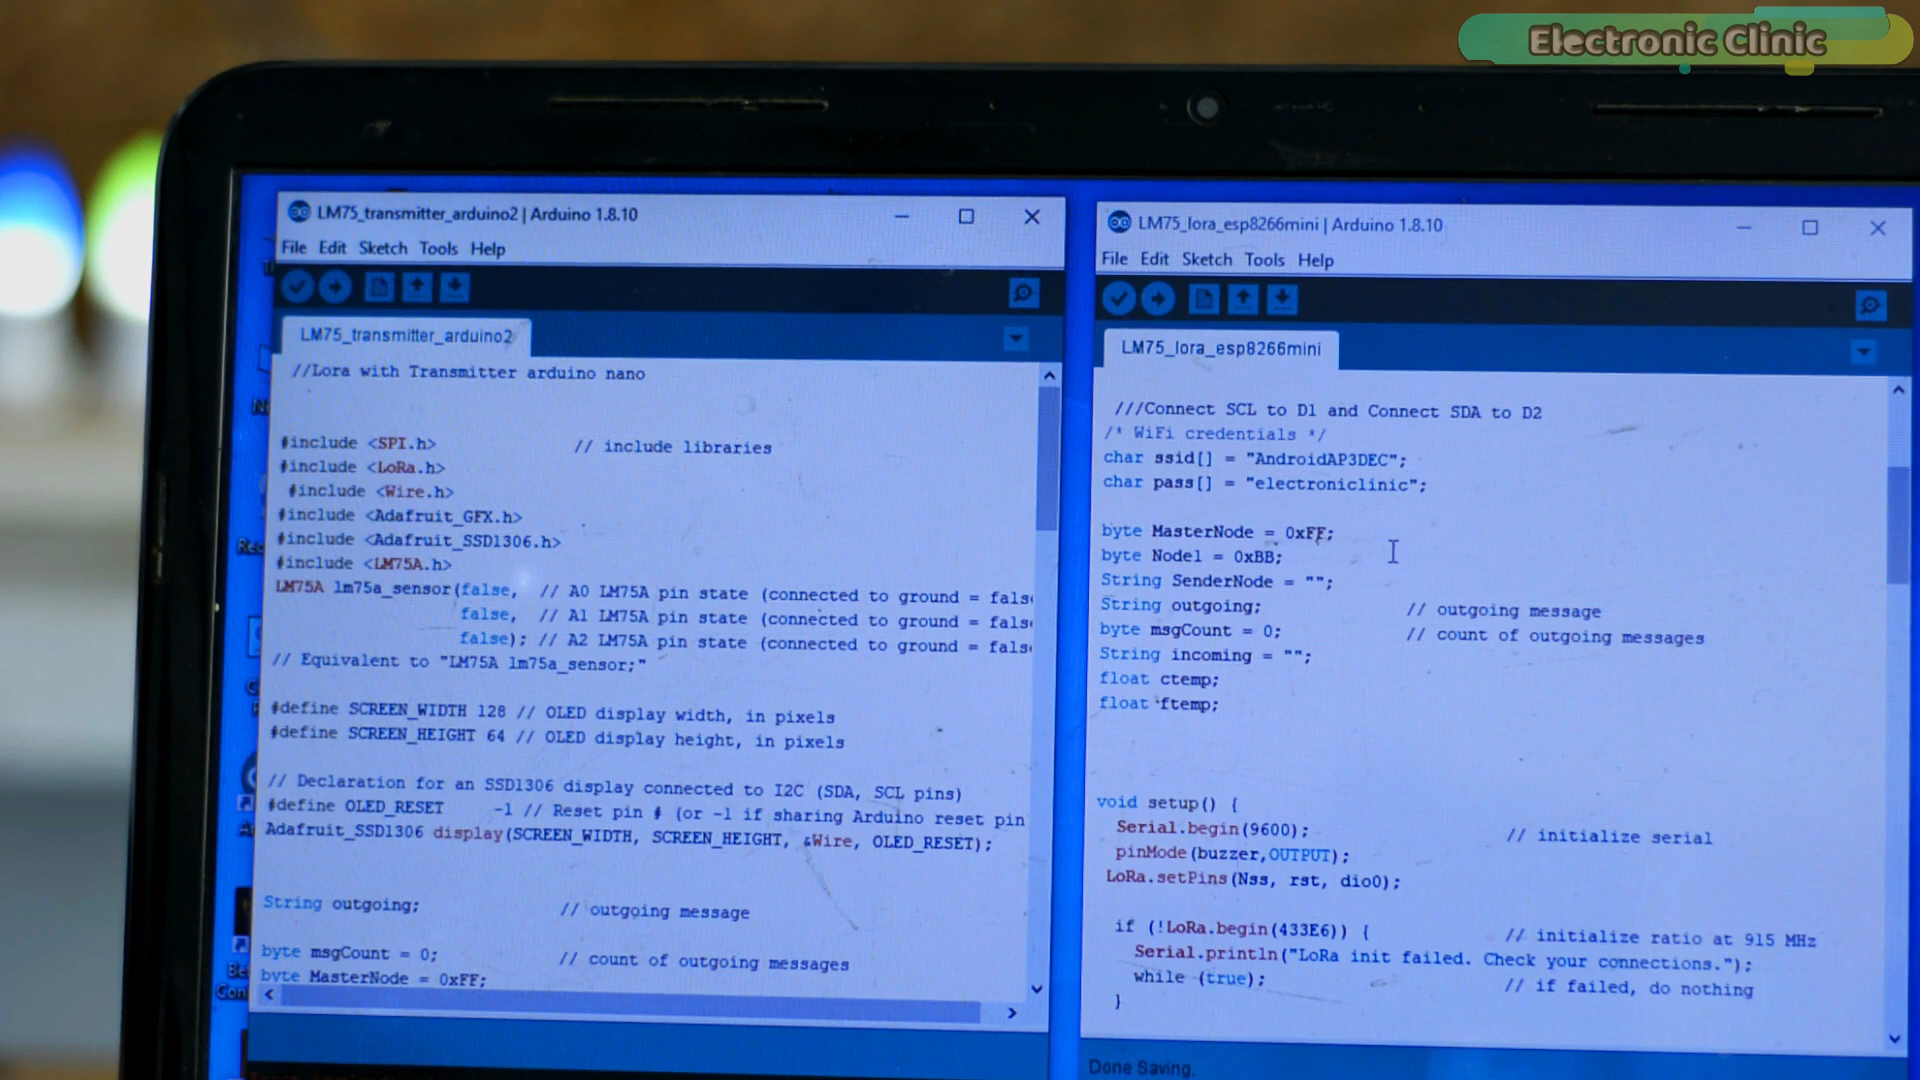 Electronic Clinic
LM75_transmitter_arduino2 | Arduino 1.8.10
File Edit Sketch Tools Help
LM75_transmitter_arduino2
//Lora with Transmitter arduino nano
#include <SPI.h> // include libraries
#include <LoRa.h>
#include <Wire.h>
#include <Adafruit_GFX.h>
#include <Adafruit_SSD1306.h>
#include <LM75A.h>
LM75A lm75a_sensor(false, // A0 LM75A pin state (connected to ground = fals
false, // A1 LM75A pin state (connected to ground = fals
false); // A2 LM75A pin state (connected to ground = fals
// Equivalent to "LM75A lm75a_sensor;"
#define SCREEN_WIDTH 128 // OLED display width, in pixels
#define SCREEN_HEIGHT 64 // OLED display height, in pixels
// Declaration for an SSD1306 display connected to I2C (SDA, SCL pins)
#define OLED_RESET -1 // Reset pin # (or -1 if sharing Arduino reset pin
Adafruit_SSD1306 display(SCREEN_WIDTH, SCREEN_HEIGHT, &Wire, OLED_RESET);
String outgoing; // outgoing message
byte msgCount = 0; // count of outgoing messages
byte MasterNode = 0xFF;
LM75_lora_esp8266mini | Arduino 1.8.10
File Edit Sketch Tools Help
LM75_lora_esp8266mini
///Connect SCL to D1 and Connect SDA to D2
/* WiFi credentials */
char ssid[] = "AndroidAP3DEC";
char pass[] = "electroniclinic";
byte MasterNode = 0xFF;
byte Node1 = 0xBB;
String SenderNode = "";
String outgoing; // outgoing message
byte msgCount = 0; // count of outgoing messages
String incoming = "";
float ctemp;
float ftemp;
void setup() {
Serial.begin(9600); // initialize serial
pinMode(buzzer,OUTPUT);
LoRa.setPins(Nss, rst, dio0);
if (!LoRa.begin(433E6)) { // initialize ratio at 915 MHz
Serial.println("LoRa init failed. Check your connections.");
while (true); // if failed, do nothing
}
Done Saving.